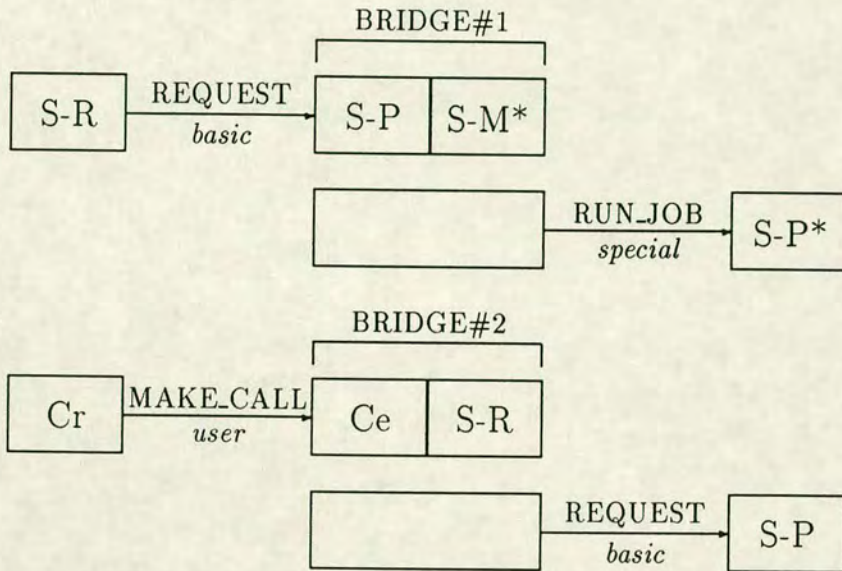 BRIDGE#1
S-R REQUEST S-P S-M*
basic
RUN_JOB S-P*
special
BRIDGE#2
Cr MAKE_CALL Ce S-R
user
REQUEST S-P
basic